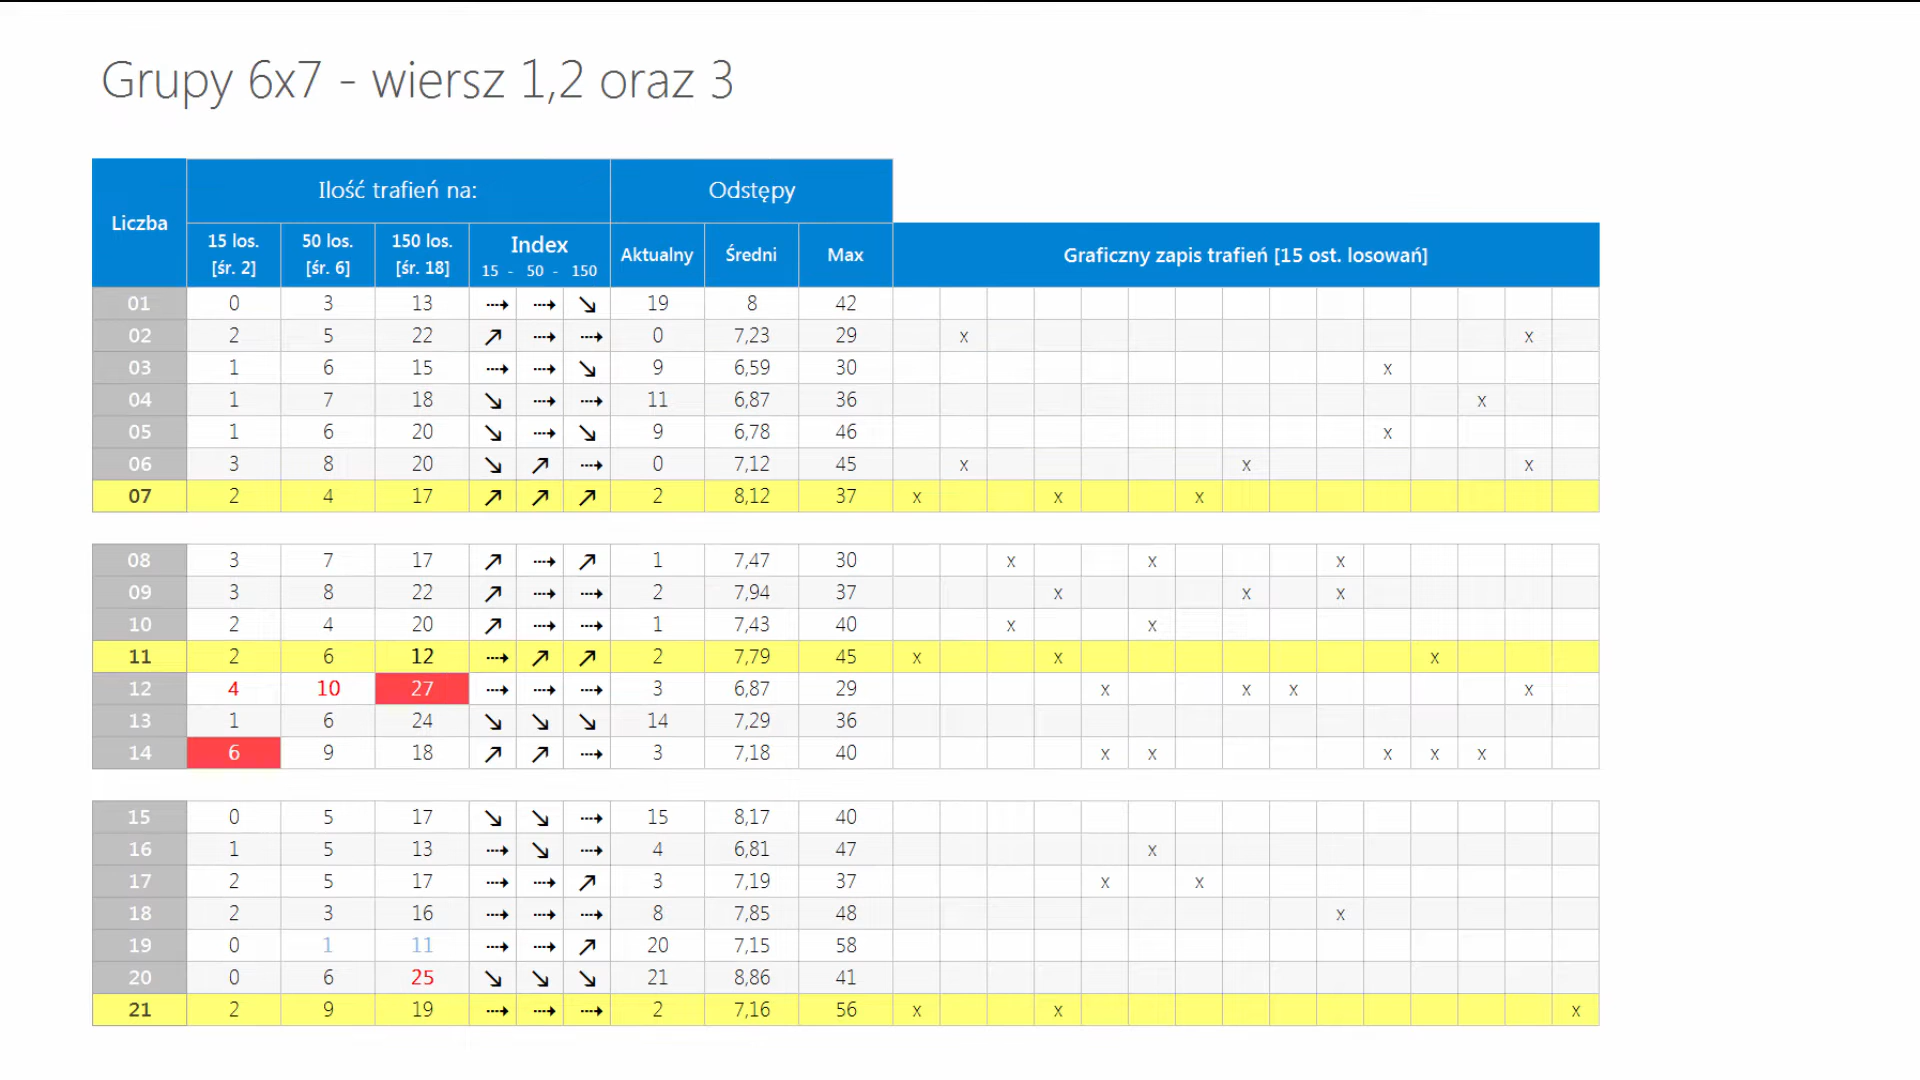 Grupy 6x7 - wiersz 1,2 oraz 3
Liczba Ilość trafień na: Odstępy
15 los. [śr. 2] 50 los. [śr. 6] 150 los. [śr. 18] Index 15 - 50 - 150 Aktualny Średni Max Graficzny zapis trafień [15 ost. losowań]
01 0 3 13 ⤏ ⤏ ↘ 19 8 42
02 2 5 22 ↗ ⤏ ⤏ 0 7,23 29 x x
03 1 6 15 ⤏ ⤏ ↘ 9 6,59 30 x
04 1 7 18 ↘ ⤏ ⤏ 11 6,87 36 x
05 1 6 20 ↘ ⤏ ↘ 9 6,78 46 x
06 3 8 20 ↘ ↗ ⤏ 0 7,12 45 x x x
07 2 4 17 ↗ ↗ ↗ 2 8,12 37 x x x
08 3 7 17 ↗ ⤏ ↗ 1 7,47 30 x x x
09 3 8 22 ↗ ⤏ ⤏ 2 7,94 37 x x x
10 2 4 20 ↗ ⤏ ⤏ 1 7,43 40 x x
11 2 6 12 ⤏ ↗ ↗ 2 7,79 45 x x x
12 4 10 27 ⤏ ⤏ ⤏ 3 6,87 29 x x x x
13 1 6 24 ↘ ↘ ↘ 14 7,29 36
14 6 9 18 ↗ ↗ ⤏ 3 7,18 40 x x x x x
15 0 5 17 ↘ ↘ ⤏ 15 8,17 40
16 1 5 13 ⤏ ↘ ⤏ 4 6,81 47 x
17 2 5 17 ⤏ ⤏ ↗ 3 7,19 37 x x
18 2 3 16 ⤏ ⤏ ⤏ 8 7,85 48 x
19 0 1 11 ⤏ ⤏ ↗ 20 7,15 58
20 0 6 25 ↘ ↘ ↘ 21 8,86 41
21 2 9 19 ⤏ ⤏ ⤏ 2 7,16 56 x x x